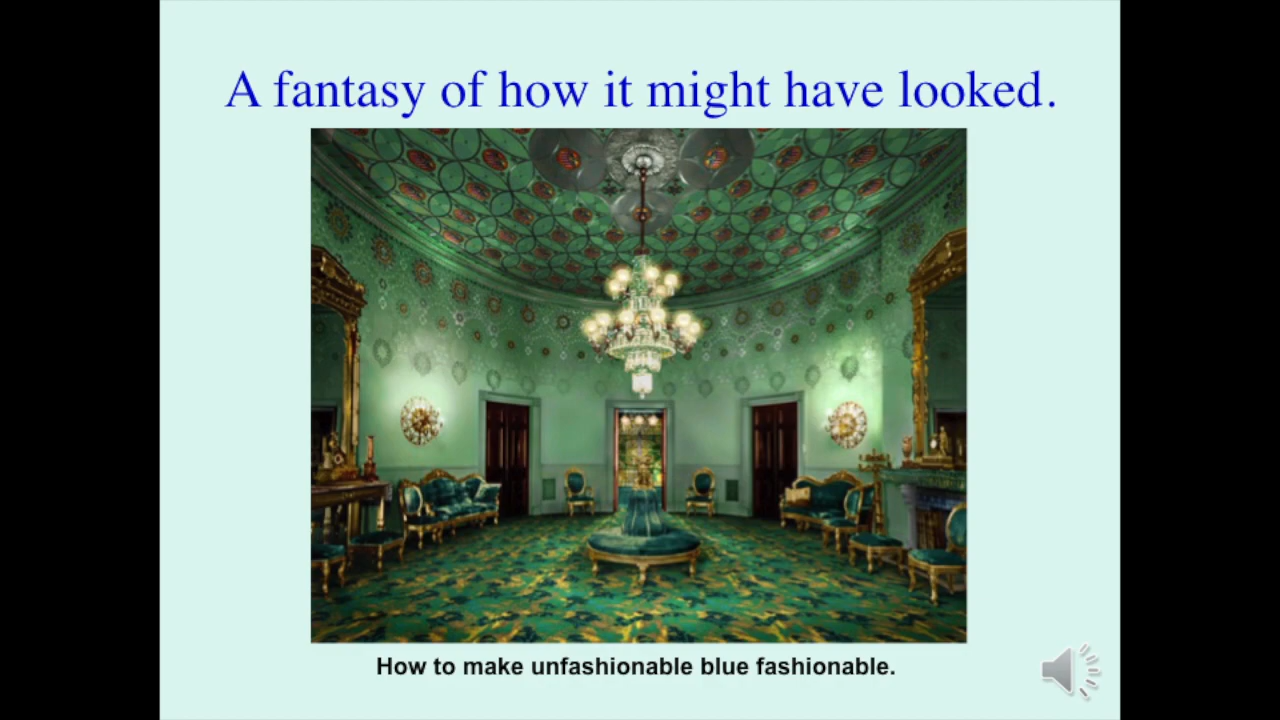 A fantasy of how it might have looked.
How to make unfashionable blue fashionable.